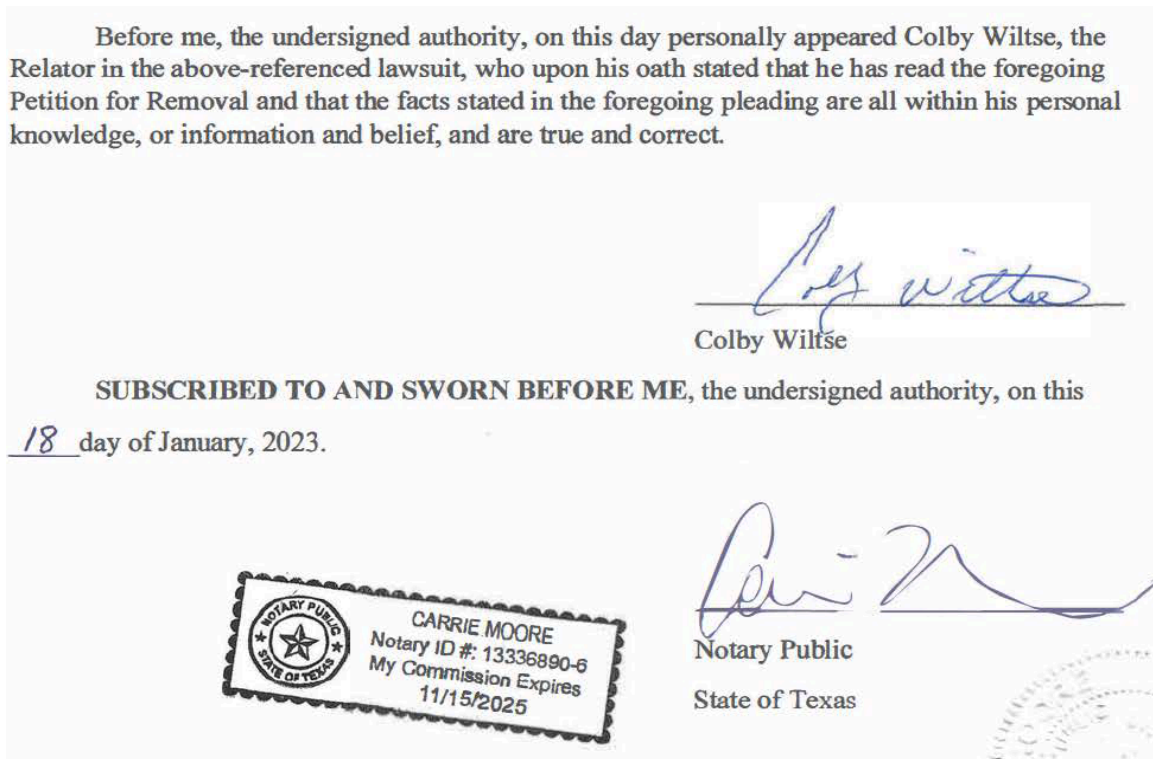 Before me, the undersigned authority, on this day personally appeared Colby Wiltse, the
Relator in the above-referenced lawsuit, who upon his oath stated that he has read the foregoing
Petition for Removal and that the facts stated in the foregoing pleading are all within his personal
knowledge, or information and belief, and are true and correct.
Colby Wiltse
Colby Wiltse
SUBSCRIBED TO AND SWORN BEFORE ME, the undersigned authority, on this
18 day of January, 2023.
NOTARY PUBLIC
STATE OF TEXAS
CARRIE MOORE
Notary ID #: 13336890-6
My Commission Expires
11/15/2025
Notary Public
State of Texas